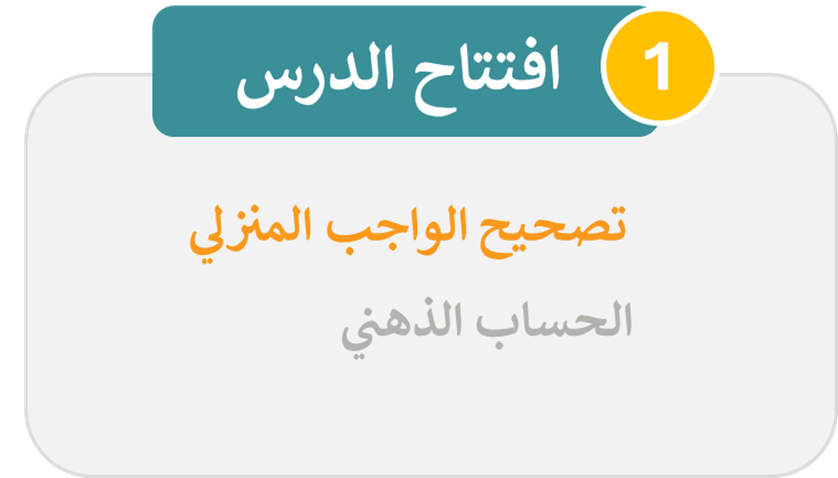 1 افتتاح الدرس
تصحيح الواجب المنزلي
الحساب الذهني